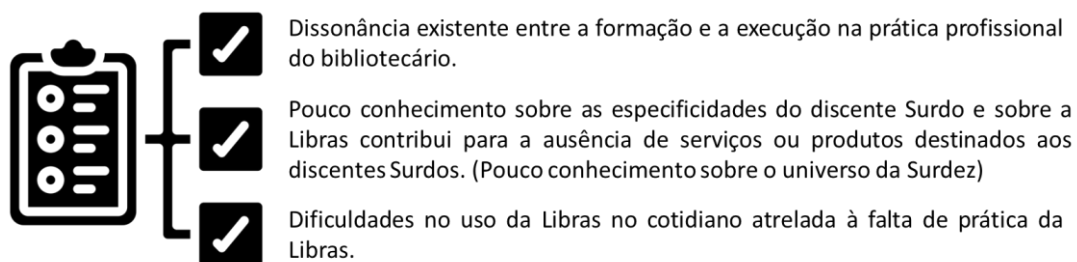 Dissonância existente entre a formação e a execução na prática profissional
do bibliotecário.
Pouco conhecimento sobre as especificidades do discente Surdo e sobre a
Libras contribui para a ausência de serviços ou produtos destinados aos
discentes Surdos. (Pouco conhecimento sobre o universo da Surdez)
Dificuldades no uso da Libras no cotidiano atrelada à falta de prática da
Libras.